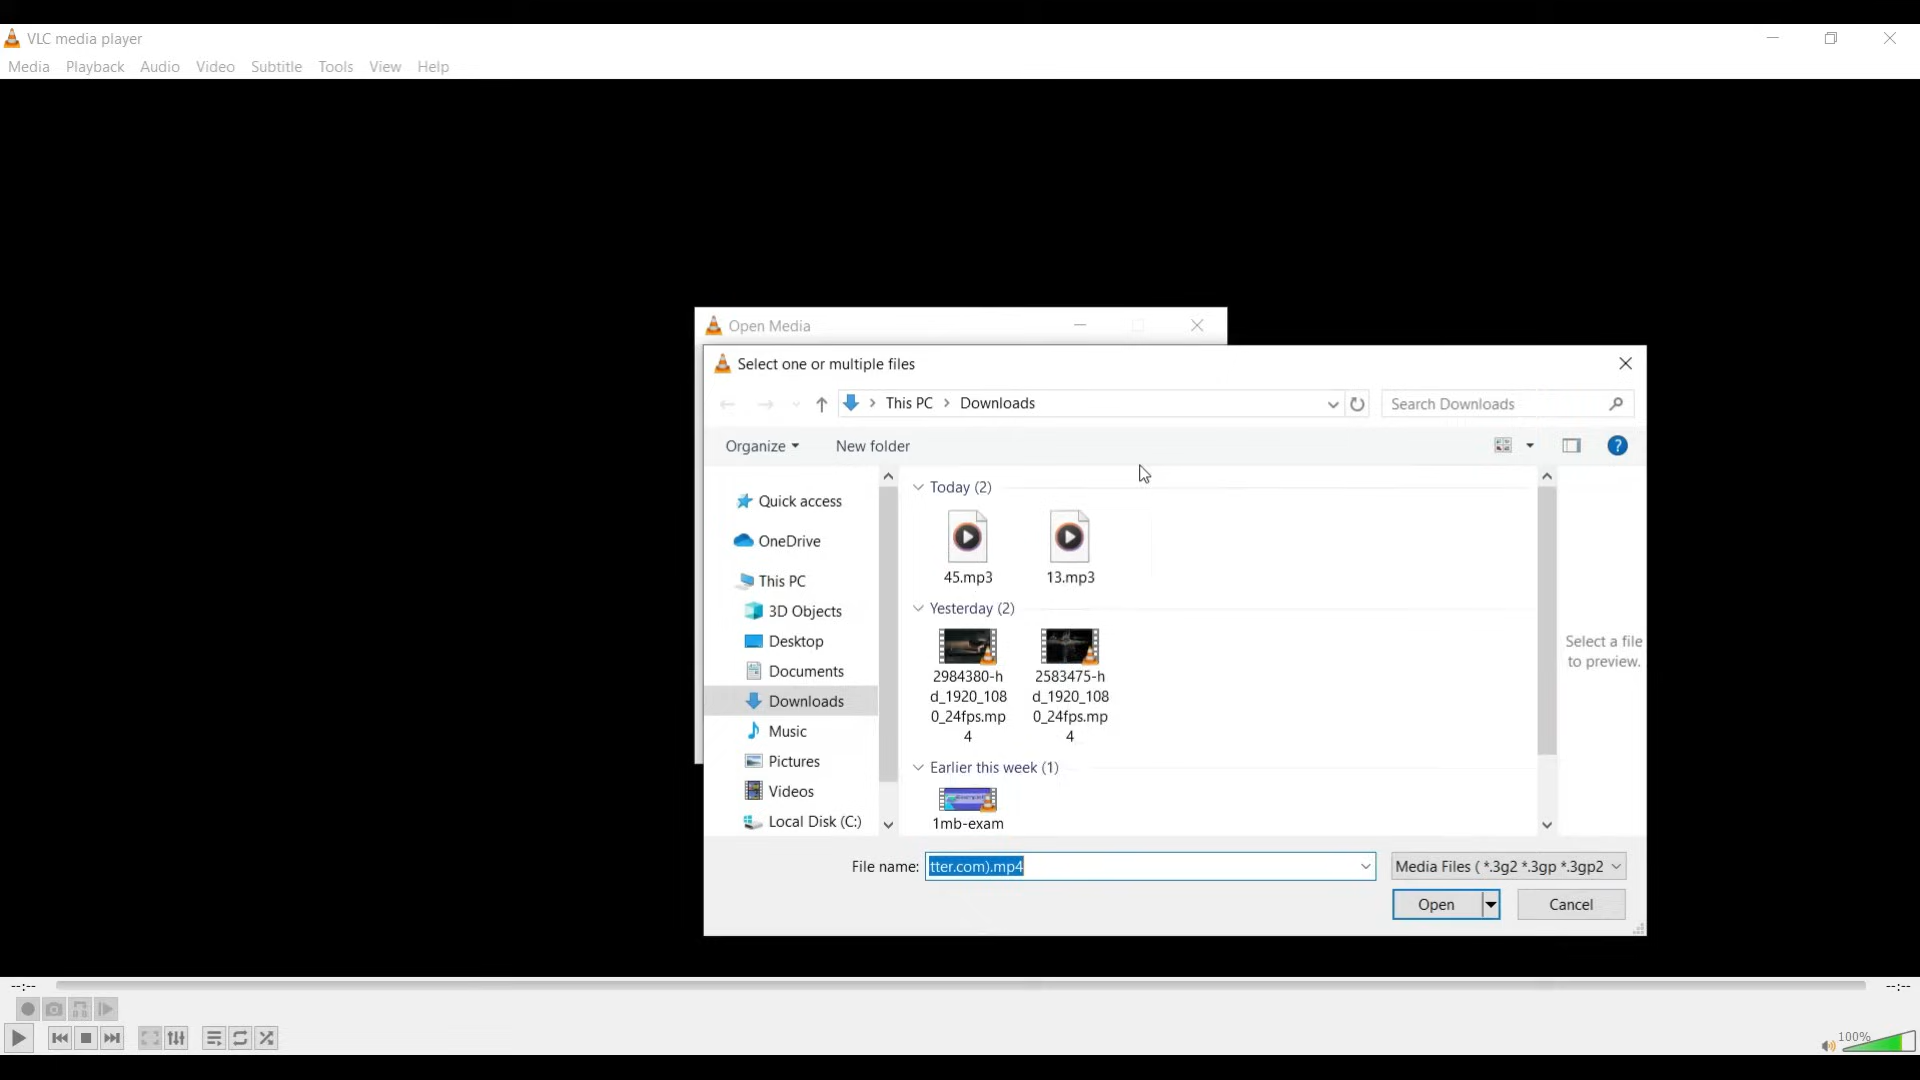 VLC media player
Media Playback Audio Video Subtitle Tools View Help
Open Media
Select one or multiple files
This PC Downloads
Search Downloads
Organize New folder
?
Quick access
OneDrive
This PC
3D Objects
Desktop
Documents
Downloads
Music
Pictures
Videos
Local Disk (C:)
Today (2)
45.mp3 13.mp3
Yesterday (2)
2984380-h
d_1920_108
0_24fps.mp
4
2583475-h
d_1920_108
0_24fps.mp
4
Earlier this week (1)
1mb-exam
Select a file
to preview.
File name: tter.com).mp4
Media Files ( *.3g2 *.3gp *.3gp2
Open Cancel
--:-- --:--
100%